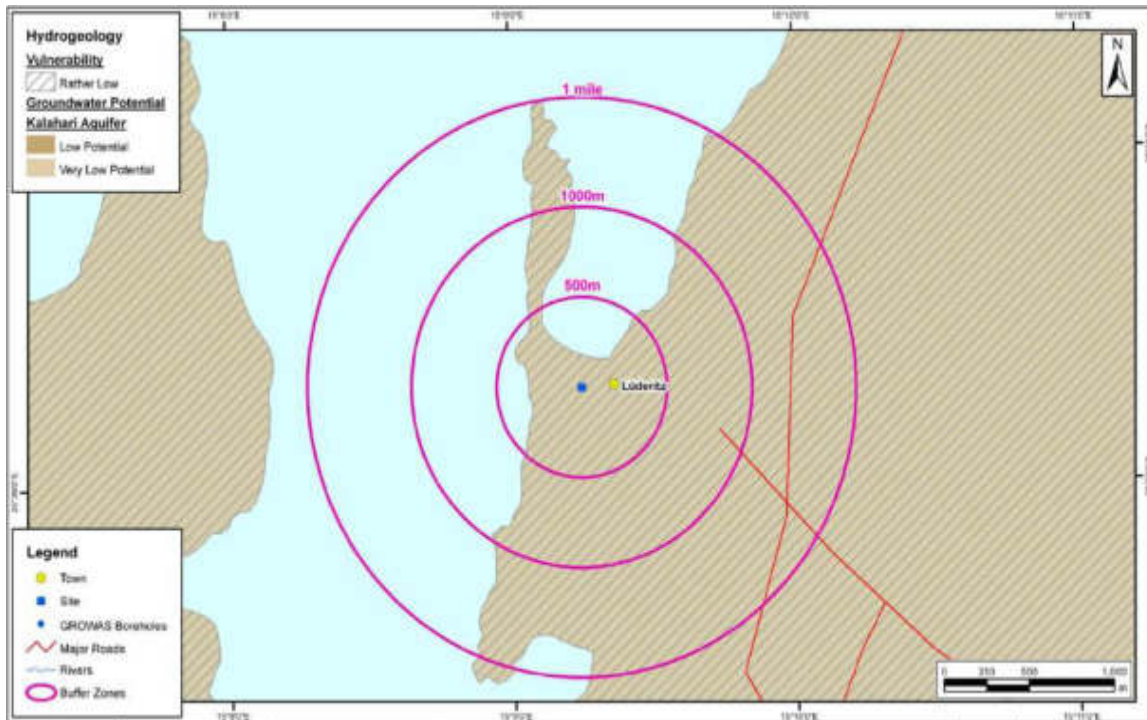 Hydrogeology
Vulnerability
Rather Low
Groundwater Potential
Kalahari Aquifer
Low Potential
Very Low Potential
N
1 mile
1000m
500m
Lüderitz
Legend
Town
Site
GROWAS Boreholes
Major Roads
Rivers
Buffer Zones
0
m